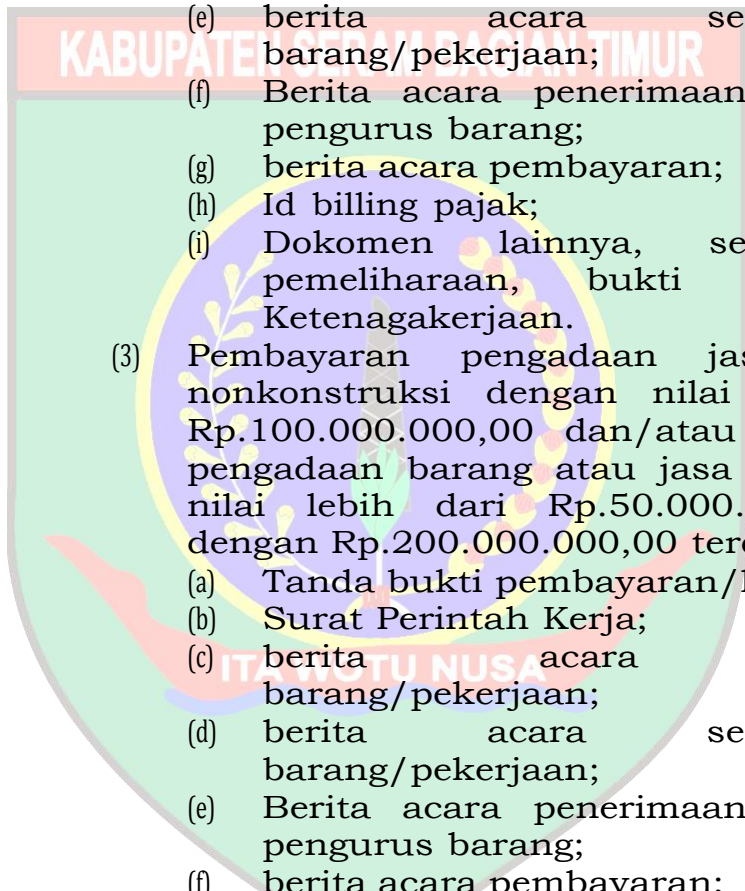 (e) berita acara se
barang/pekerjaan;
KABUPATEN SERAM BAGIAN TIMUR
(f) Berita acara penerimaan
pengurus barang;
(g) berita acara pembayaran;
(h) Id billing pajak;
(i) Dokomen lainnya, se
pemeliharaan, bukti
Ketenagakerjaan.
(3) Pembayaran pengadaan jas
nonkonstruksi dengan nilai
Rp.100.000.000,00 dan/atau
pengadaan barang atau jasa
nilai lebih dari Rp.50.000.
dengan Rp.200.000.000,00 tere
(a) Tanda bukti pembayaran/
(b) Surat Perintah Kerja;
(c) berita acara
ITA WOTU NUSA
barang/pekerjaan;
(d) berita acara se
barang/pekerjaan;
(e) Berita acara penerimaan
pengurus barang;
(f) berita acara pembayaran;